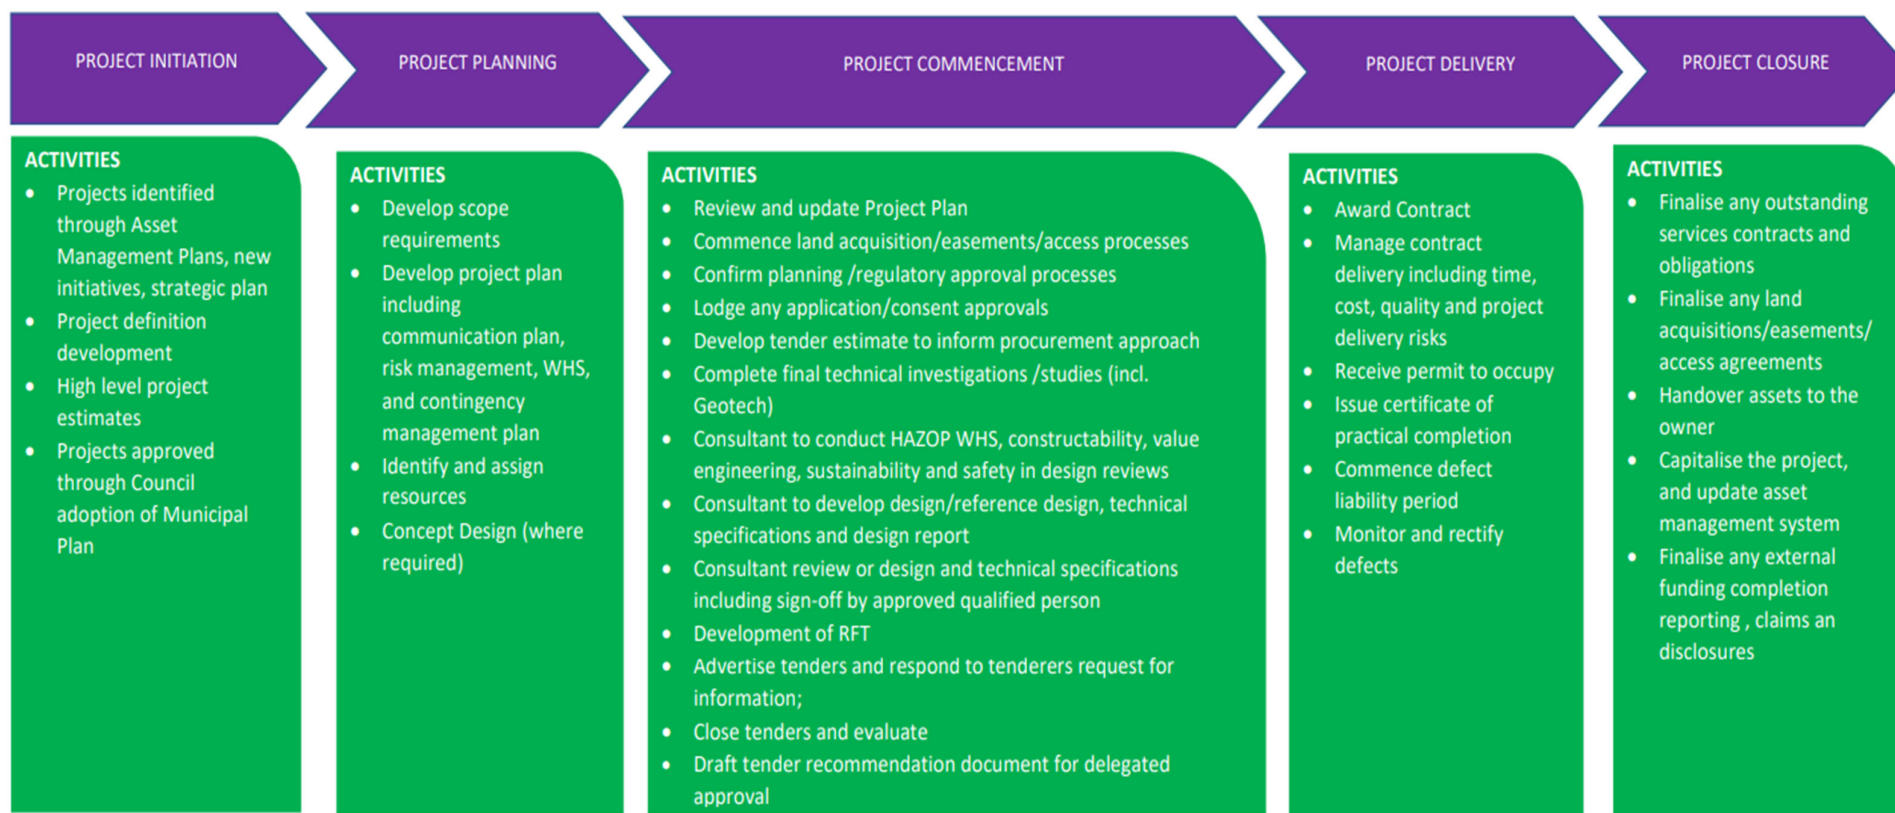 PROJECT INITIATION
PROJECT PLANNING
PROJECT COMMENCEMENT
PROJECT DELIVERY
PROJECT CLOSURE
ACTIVITIES
• Projects identified
through Asset
Management Plans, new
initiatives, strategic plan
• Project definition
development
• High level project
estimates
• Projects approved
through Council
adoption of Municipal
Plan
ACTIVITIES
• Develop scope
requirements
• Develop project plan
including
communication plan,
risk management, WHS,
and contingency
management plan
• Identify and assign
resources
• Concept Design (where
required)
ACTIVITIES
• Review and update Project Plan
• Commence land acquisition/easements/access processes
• Confirm planning /regulatory approval processes
• Lodge any application/consent approvals
• Develop tender estimate to inform procurement approach
• Complete final technical investigations /studies (incl.
Geotech)
• Consultant to conduct HAZOP WHS, constructability, value
engineering, sustainability and safety in design reviews
• Consultant to develop design/reference design, technical
specifications and design report
• Consultant review or design and technical specifications
including sign-off by approved qualified person
• Development of RFT
• Advertise tenders and respond to tenderers request for
information;
• Close tenders and evaluate
• Draft tender recommendation document for delegated
approval
ACTIVITIES
• Award Contract
• Manage contract
delivery including time,
cost, quality and project
delivery risks
• Receive permit to occupy
• Issue certificate of
practical completion
• Commence defect
liability period
• Monitor and rectify
defects
ACTIVITIES
• Finalise any outstanding
services contracts and
obligations
• Finalise any land
acquisitions/easements/
access agreements
• Handover assets to the
owner
• Capitalise the project,
and update asset
management system
• Finalise any external
funding completion
reporting , claims an
disclosures